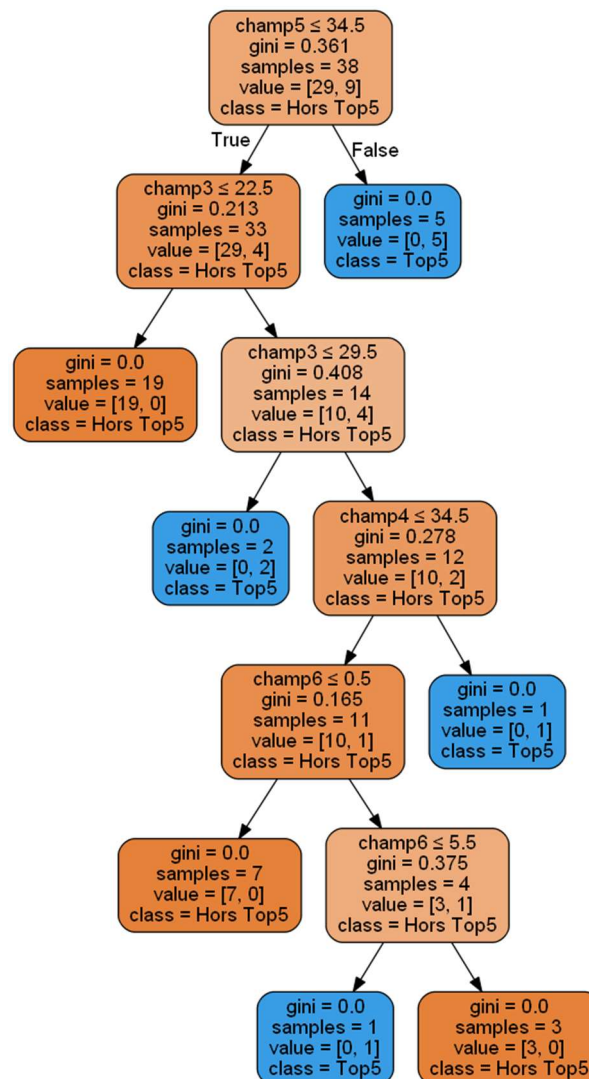 champ5 ≤ 34.5
gini = 0.361
samples = 38
value = [29, 9]
class = Hors Top5
True
False
champ3 ≤ 22.5
gini = 0.213
samples = 33
value = [29, 4]
class = Hors Top5
gini = 0.0
samples = 5
value = [0, 5]
class = Top5
gini = 0.0
samples = 19
value = [19, 0]
class = Hors Top5
champ3 ≤ 29.5
gini = 0.408
samples = 14
value = [10, 4]
class = Hors Top5
gini = 0.0
samples = 2
value = [0, 2]
class = Top5
champ4 ≤ 34.5
gini = 0.278
samples = 12
value = [10, 2]
class = Hors Top5
champ6 ≤ 0.5
gini = 0.165
samples = 11
value = [10, 1]
class = Hors Top5
gini = 0.0
samples = 1
value = [0, 1]
class = Top5
gini = 0.0
samples = 7
value = [7, 0]
class = Hors Top5
champ6 ≤ 5.5
gini = 0.375
samples = 4
value = [3, 1]
class = Hors Top5
gini = 0.0
samples = 1
value = [0, 1]
class = Top5
gini = 0.0
samples = 3
value = [3, 0]
class = Hors Top5